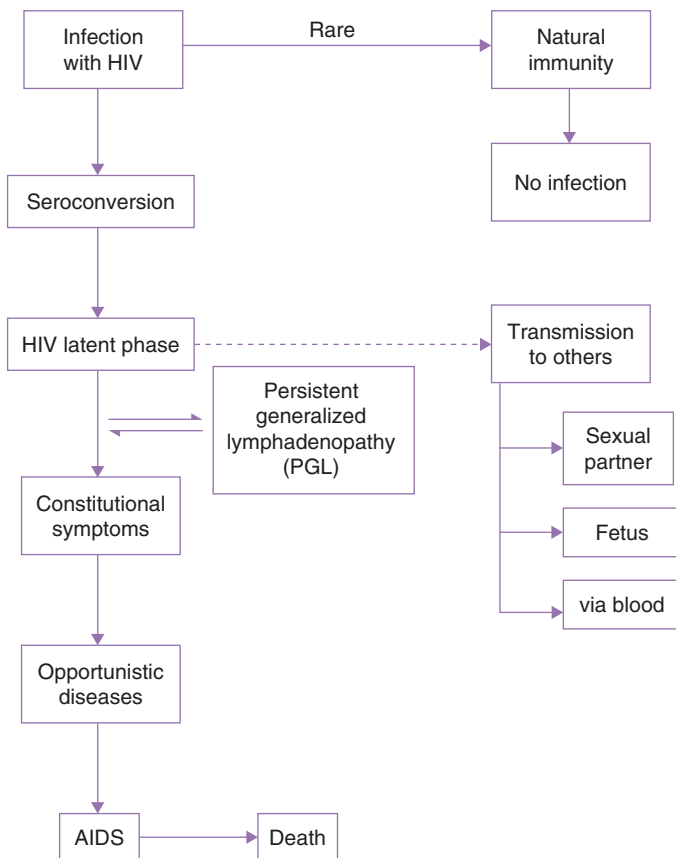 Infection
with HIV
Rare
Natural
immunity
No infection
Seroconversion
HIV latent phase
Transmission
to others
Persistent
generalized
lymphadenopathy
(PGL)
Sexual
partner
Constitutional
symptoms
Fetus
via blood
Opportunistic
diseases
AIDS
Death